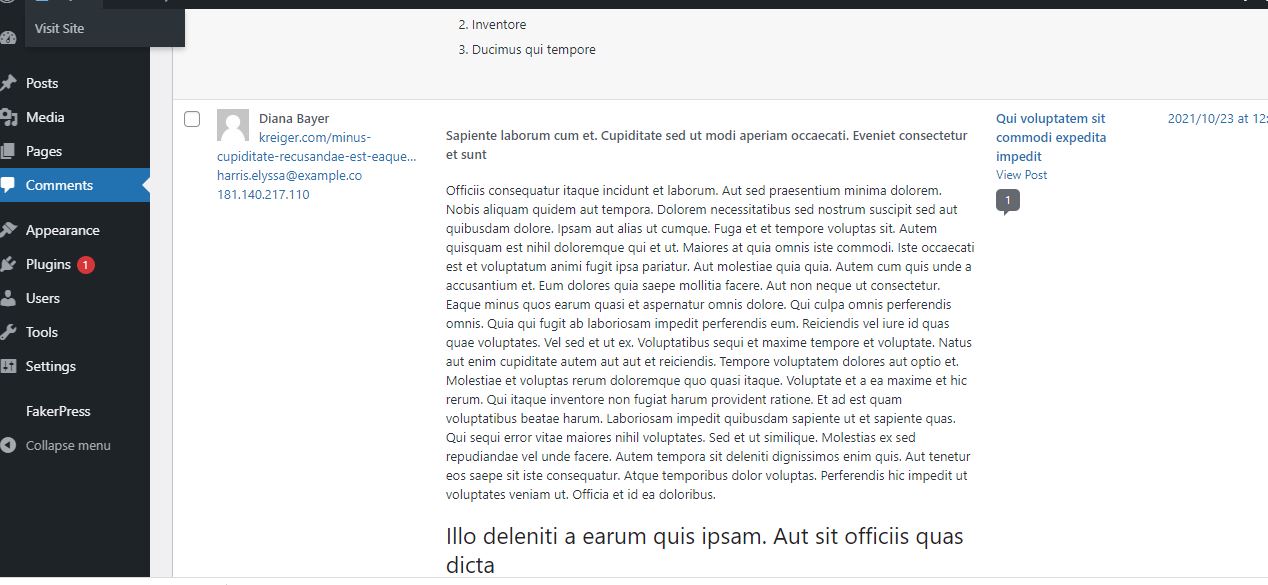 Visit Site
Posts
Media
Pages
Comments
Appearance
Plugins 1
Users
Tools
Settings
FakerPress
Collapse menu
2. Inventore
3. Ducimus qui tempore
Diana Bayer
kreiger.com/minus-
cupiditate-recusandae-est-eaque...
harris.elyssa@example.co
181.140.217.110
Sapiente laborum cum et. Cupiditate sed ut modi aperiam occaecati. Eveniet consectetur
et sunt
Officiis consequatur itaque incidunt et laborum. Aut sed praesentium minima dolorem.
Nobis aliquam quidem aut tempora. Dolorem necessitatibus sed nostrum suscipit sed aut
quibusdam dolore. Ipsam aut alias ut cumque. Fuga et et tempore voluptas sit. Autem
quisquam est nihil doloremque qui et ut. Maiores at quia omnis iste commodi. Iste occaecati
est et voluptatum animi fugit ipsa pariatur. Aut molestiae quia quia. Autem cum quis unde a
accusantium et. Eum dolores quia saepe mollitia facere. Aut non neque ut consectetur.
Eaque minus quos earum quasi et aspernatur omnis dolore. Qui culpa omnis perferendis
omnis. Quia qui fugit ab laboriosam impedit perferendis eum. Reiciendis vel iure id quas
quae voluptates. Vel sed et ut ex. Voluptatibus sequi et maxime tempore et voluptate. Natus
aut enim cupiditate autem aut aut et reiciendis. Tempore voluptatem dolores aut optio et.
Molestiae et voluptas rerum doloremque quo quasi itaque. Voluptate et a ea maxime et hic
rerum. Qui itaque inventore non fugiat harum provident ratione. Et ad est quam
voluptatibus beatae harum. Laboriosam impedit quibusdam sapiente ut et sapiente quas.
Qui sequi error vitae maiores nihil voluptates. Sed et ut similique. Molestias ex sed
repudiandae vel unde facere. Autem tempora sit deleniti dignissimos enim quis. Aut tenetur
eos saepe sit iste consequatur. Atque temporibus dolor voluptas. Perferendis hic impedit ut
voluptates veniam ut. Officia et id ea doloribus.
Illo deleniti a earum quis ipsam. Aut sit officiis quas
dicta
Qui voluptatem sit
commodi expedita
impedit
View Post
1
2021/10/23 at 12: